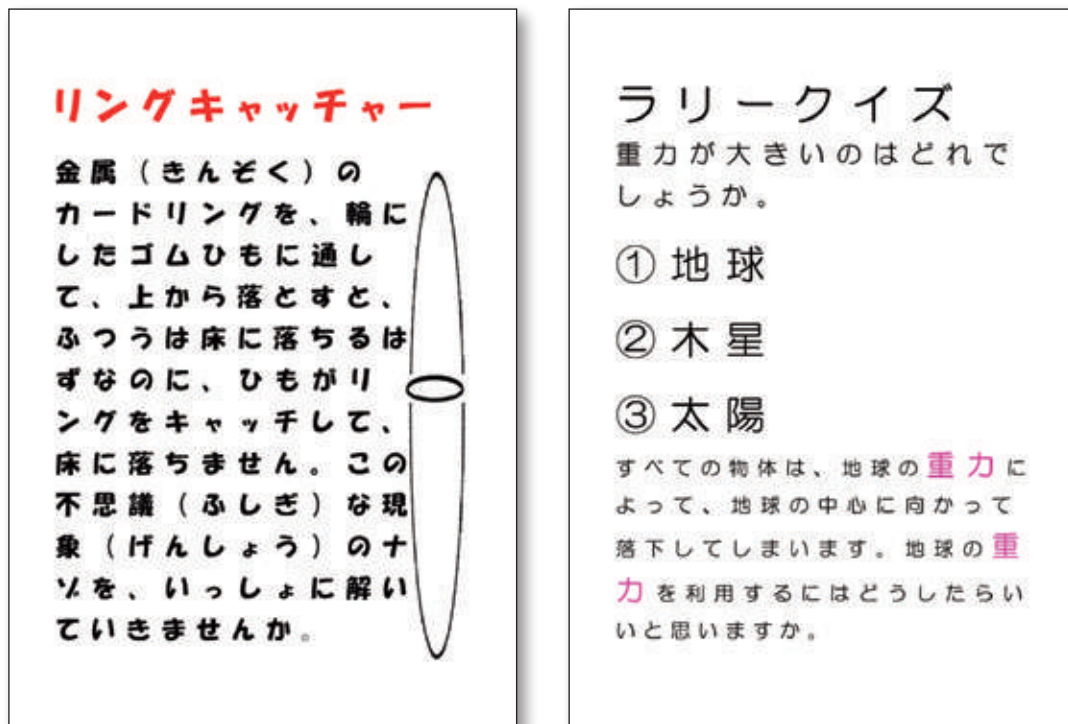 リングキャッチャー
金属（きんぞく）の
カードリングを、輪に
したゴムひもに通し
て、上から落とすと、
ふつうは床に落ちるは
ずなのに、ひもがリ
ングをキャッチして、
床に落ちません。この
不思議（ふしぎ）な現
象（げんしょう）のナ
ゾを、いっしょに解い
ていきませんか。
ラリークイズ
重力が大きいのはどれで
しょうか。
①地球
②木星
③太陽
すべての物体は、地球の重力に
よって、地球の中心に向かって
落下してしまいます。地球の重
力を利用するにはどうしたらい
いと思いますか。